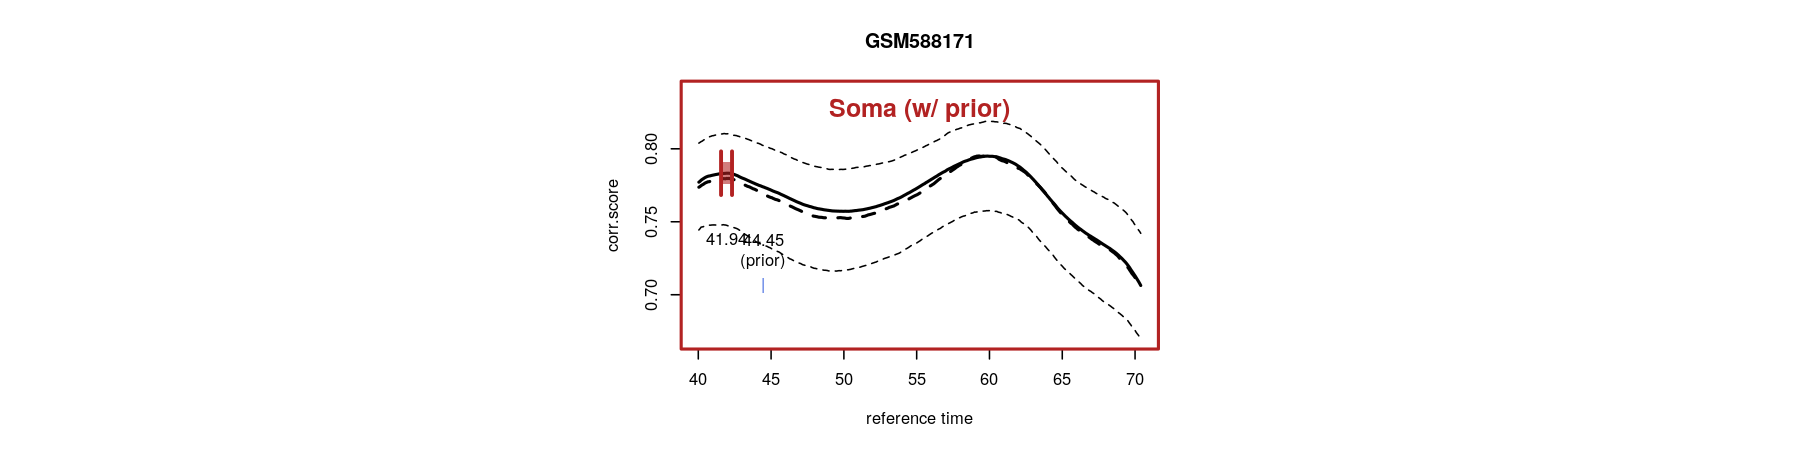 GSM588171
Soma (w/ prior)
corr.score
0.80
0.75
0.70
41.94
44.45
(prior)
40 45 50 55 60 65 70
reference time